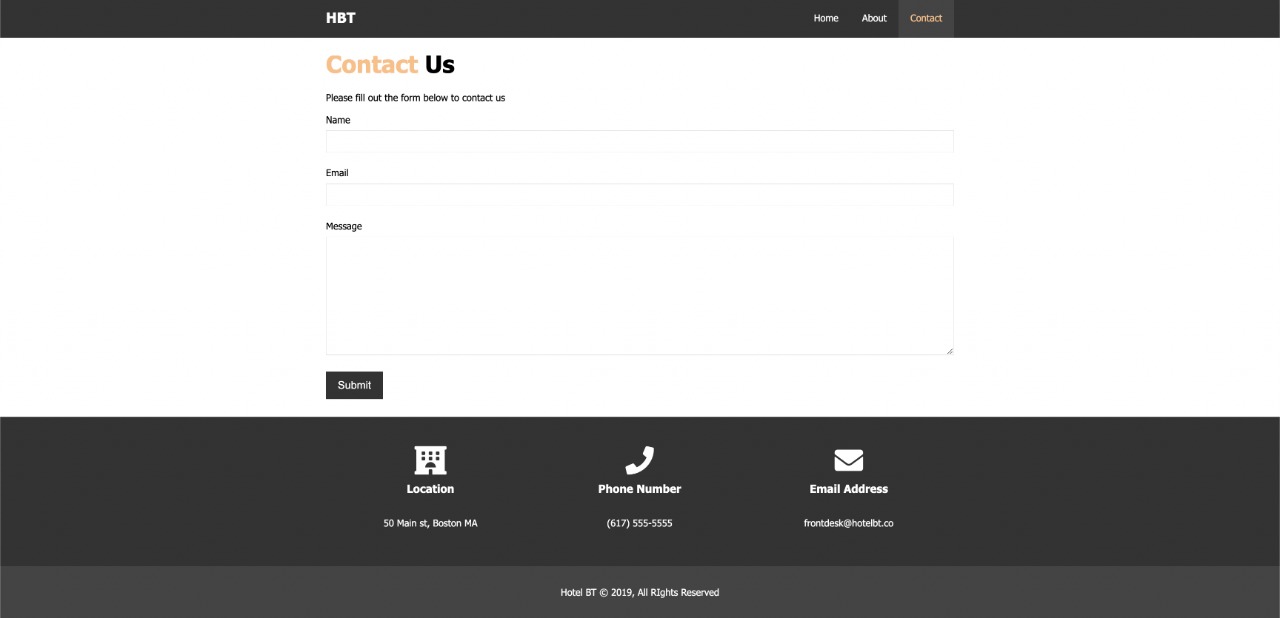 HBT
Home About Contact
Contact Us
Please fill out the form below to contact us
Name
Email
Message
Submit
Location Phone Number Email Address
50 Main st, Boston MA (617) 555-5555 frontdesk@hotelbt.co
Hotel BT © 2019, All RIghts Reserved